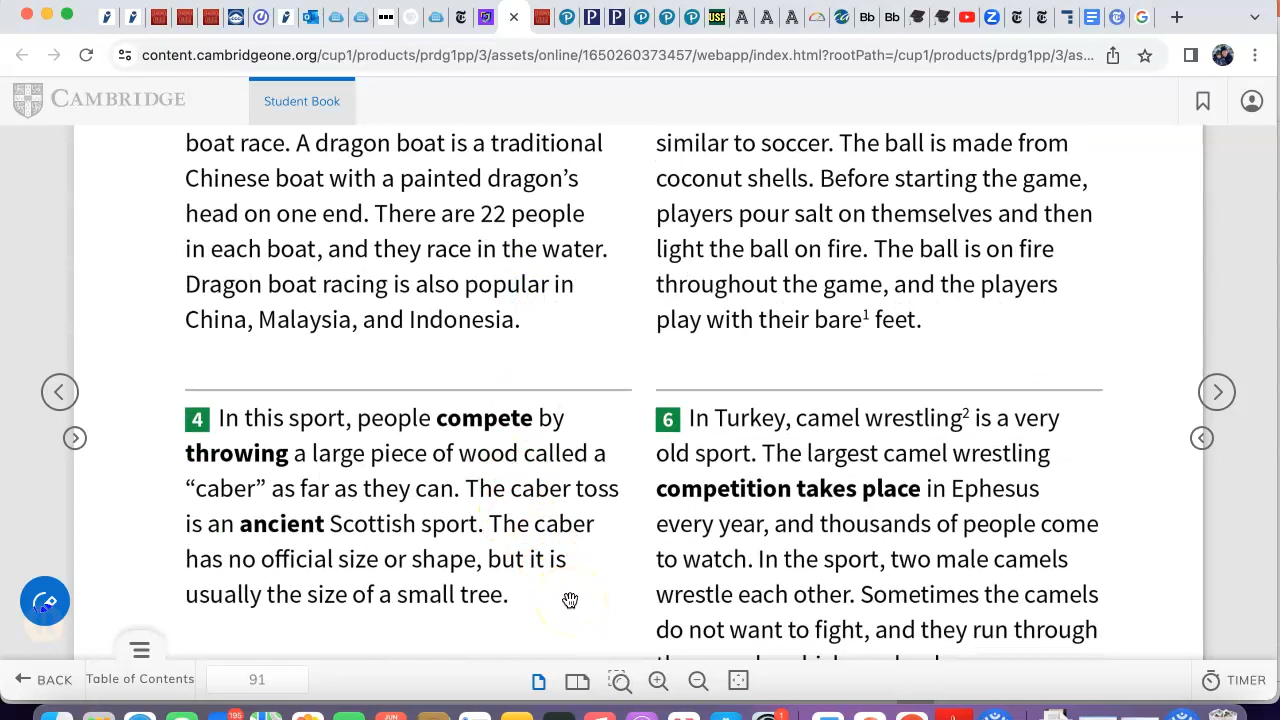 USF
Bb
Bb
content.cambridgeone.org/cup1/products/prdg1pp/3/assets/online/1650260373457/webapp/index.html?rootPath=/cup1/products/prdg1pp/3/as...
CAMBRIDGE
Student Book
boat race. A dragon boat is a traditional
Chinese boat with a painted dragon’s
head on one end. There are 22 people
in each boat, and they race in the water.
Dragon boat racing is also popular in
China, Malaysia, and Indonesia.
4 In this sport, people compete by
throwing a large piece of wood called a
“caber” as far as they can. The caber toss
is an ancient Scottish sport. The caber
has no official size or shape, but it is
usually the size of a small tree.
similar to soccer. The ball is made from
coconut shells. Before starting the game,
players pour salt on themselves and then
light the ball on fire. The ball is on fire
throughout the game, and the players
play with their bare1 feet.
6 In Turkey, camel wrestling2 is a very
old sport. The largest camel wrestling
competition takes place in Ephesus
every year, and thousands of people come
to watch. In the sport, two male camels
wrestle each other. Sometimes the camels
do not want to fight, and they run through
BACK
Table of Contents
91
TIMER
195
JUN